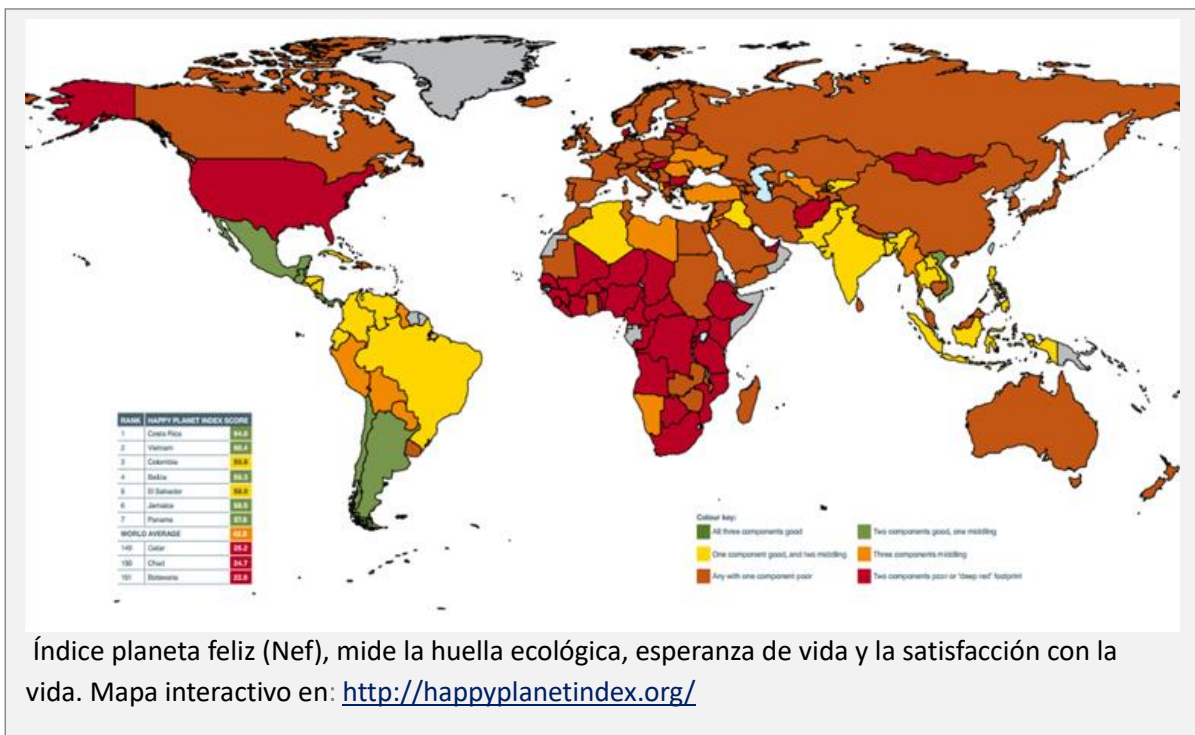 RANK HAPPY PLANET INDEX SCORE
1 Costa Rica 64.0
2 Vietnam 60.4
3 Colombia 59.8
4 Belize 59.3
5 El Salvador 58.9
6 Jamaica 58.5
7 Panama 57.8
WORLD AVERAGE 42.5
149 Qatar 25.2
150 Chad 24.7
151 Botswana 22.6
Colour key:
All three components good
Two components good, one middling
One component good, and two middling
Three components middling
Any with one component poor
Two components poor or 'deep red' footprint
Índice planeta feliz (Nef), mide la huella ecológica, esperanza de vida y la satisfacción con la
vida. Mapa interactivo en: http://happyplanetindex.org/